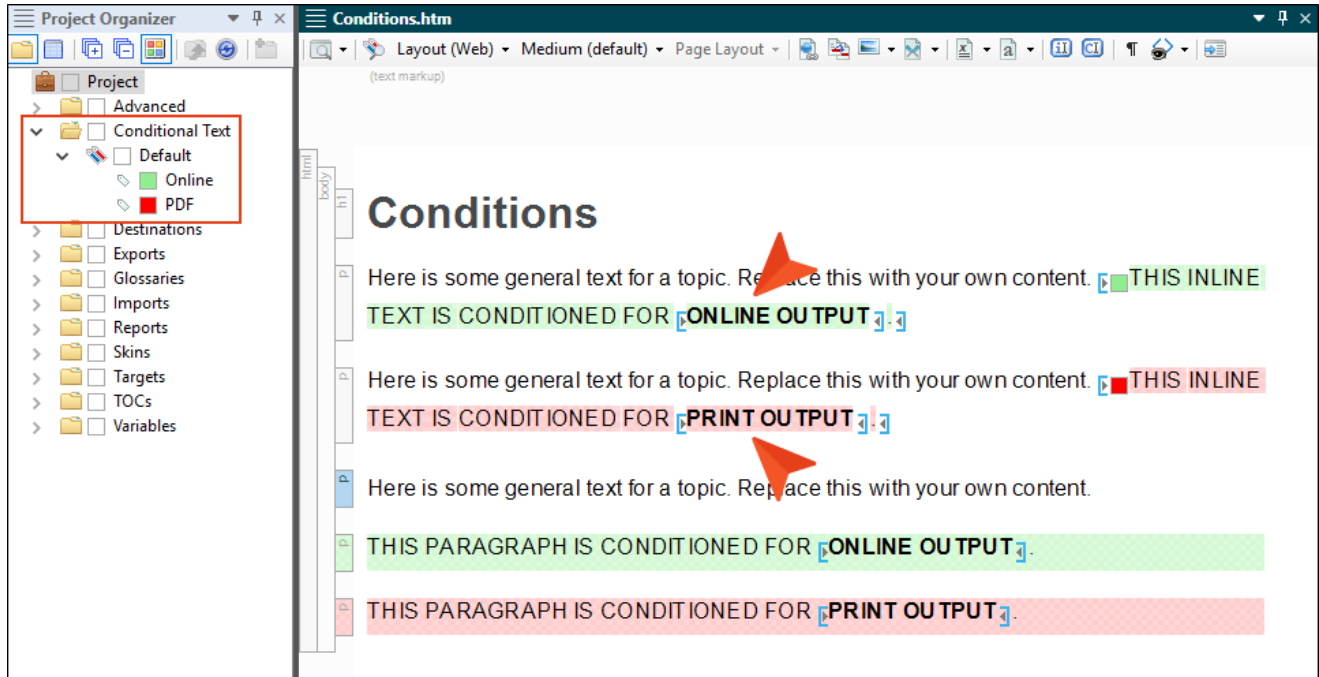 Project Organizer
Project
Advanced
Conditional Text
Default
Online
PDF
Destinations
Exports
Glossaries
Imports
Reports
Skins
Targets
TOCs
Variables
Conditions.htm
Layout (Web) Medium (default) Page Layout
(text markup)
html
body
h1
Conditions
p
Here is some general text for a topic. Replace this with your own content. THIS INLINE
TEXT IS CONDITIONED FOR ONLINE OUTPUT .
p
Here is some general text for a topic. Replace this with your own content. THIS INLINE
TEXT IS CONDITIONED FOR PRINT OUTPUT .
p
Here is some general text for a topic. Replace this with your own content.
p
THIS PARAGRAPH IS CONDITIONED FOR ONLINE OUTPUT .
p
THIS PARAGRAPH IS CONDITIONED FOR PRINT OUTPUT .